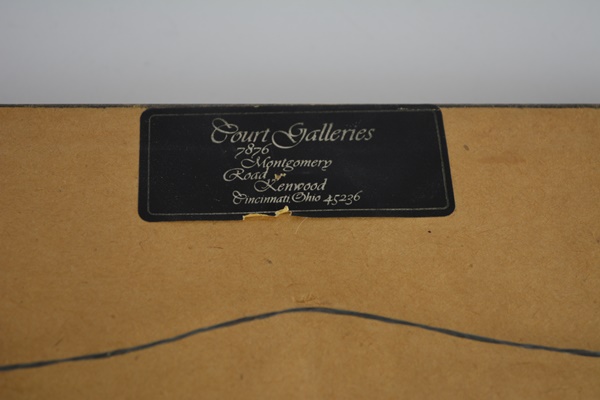 Court Galleries
7876
Montgomery
Road
Kenwood
Cincinnati, Ohio 45236